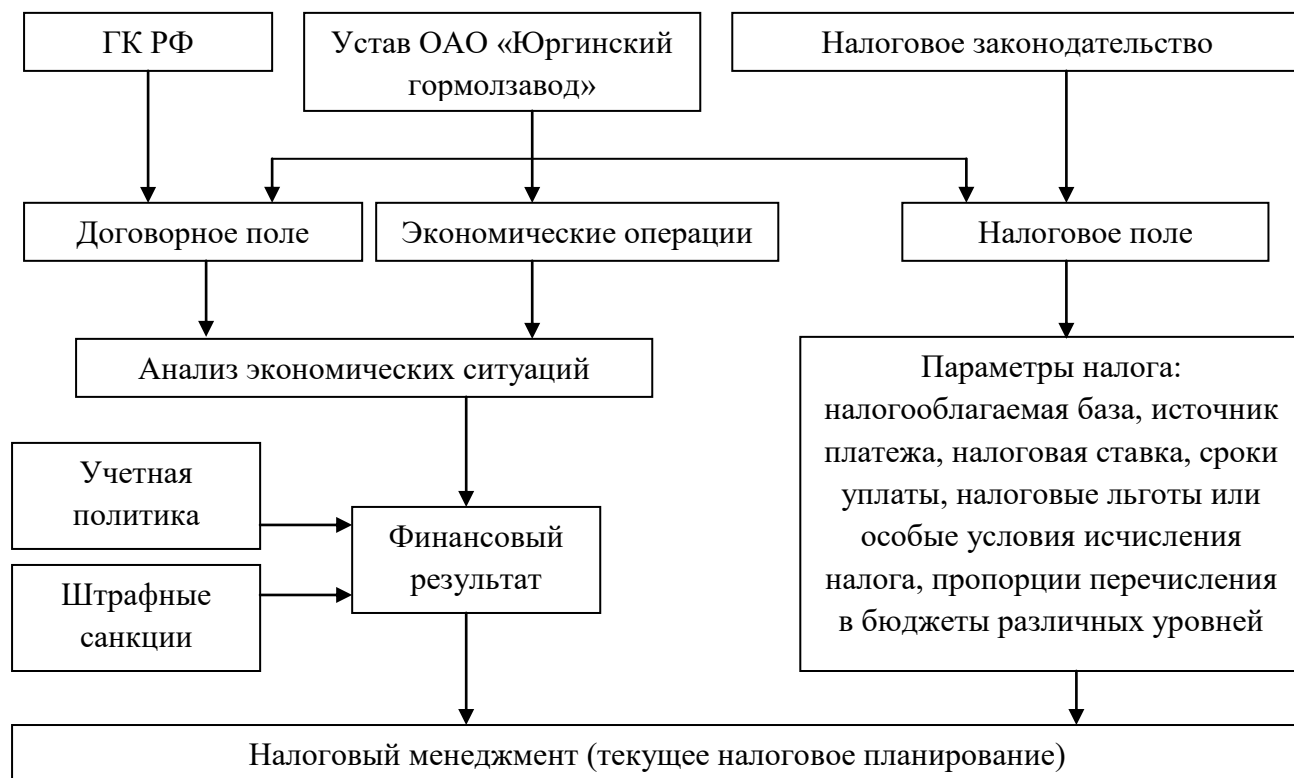 ГК РФ
Устав ОАО «Юргинский
гормолзавод»
Налоговое законодательство
Договорное поле
Экономические операции
Налоговое поле
Анализ экономических ситуаций
Параметры налога:
налогооблагаемая база, источник
платежа, налоговая ставка, сроки
уплаты, налоговые льготы или
особые условия исчисления
налога, пропорции перечисления
в бюджеты различных уровней
Учетная
политика
Финансовый
результат
Штрафные
санкции
Налоговый менеджмент (текущее налоговое планирование)